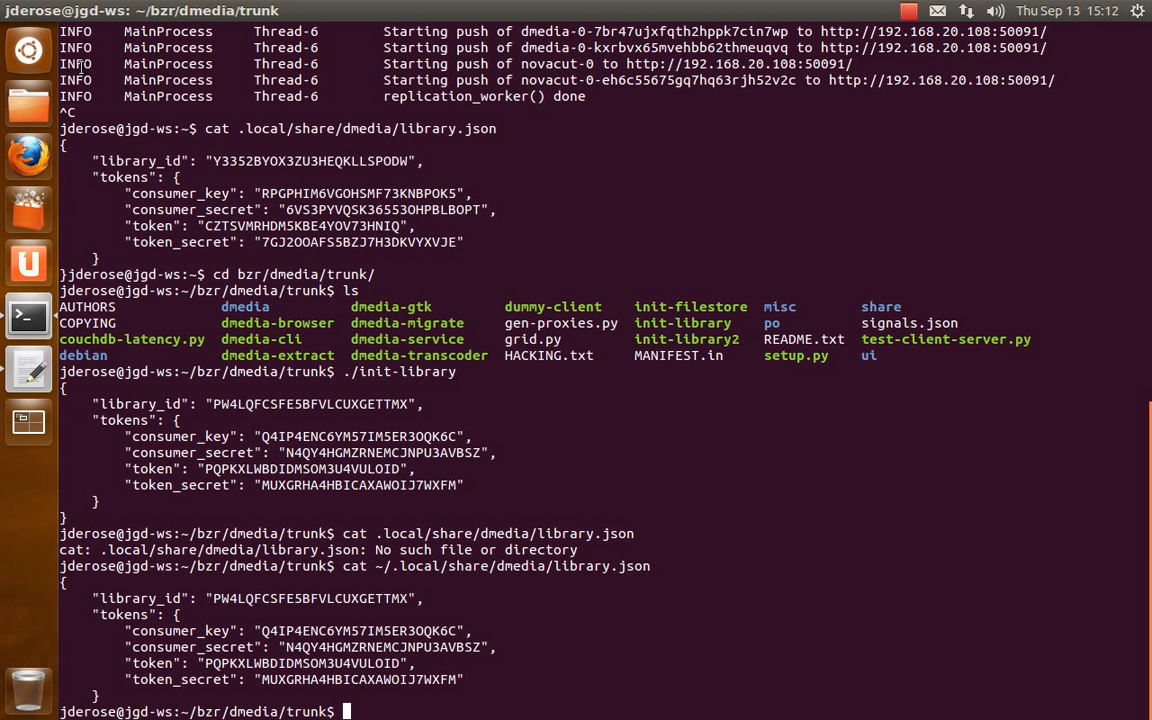 jderose@jgd-ws: ~/bzr/dmedia/trunk
Thu Sep 13 15:12
INFO MainProcess Thread-6 Starting push of dmedia-0-7br47ujxfqth2hppk7cin7wp to http://192.168.20.108:50091/
INFO MainProcess Thread-6 Starting push of dmedia-0-kxrbvx65mvehbb62thmeuqvq to http://192.168.20.108:50091/
INFO MainProcess Thread-6 Starting push of novacut-0 to http://192.168.20.108:50091/
INFO MainProcess Thread-6 Starting push of novacut-0-eh6c55675gq7hq63rjh52v2c to http://192.168.20.108:50091/
INFO MainProcess Thread-6 replication_worker() done
^C
jderose@jgd-ws:~$ cat .local/share/dmedia/library.json
{
"library_id": "Y3352BYOX3ZU3HEQKLLSPODW",
"tokens": {
"consumer_key": "RPGPHIM6VGOHSMF73KNBPOK5",
"consumer_secret": "6VS3PYVQSK36553OHPBLBOPT",
"token": "CZTSVMRHDM5KBE4YOV73HNIQ",
"token_secret": "7GJ2OOAFS5BZJ7H3DKVYXVJE"
}
}jderose@jgd-ws:~$ cd bzr/dmedia/trunk/
jderose@jgd-ws:~/bzr/dmedia/trunk$ ls
AUTHORS dmedia dmedia-gtk dummy-client init-filestore misc share
COPYING dmedia-browser dmedia-migrate gen-proxies.py init-library po signals.json
couchdb-latency.py dmedia-cli dmedia-service grid.py init-library2 README.txt test-client-server.py
debian dmedia-extract dmedia-transcoder HACKING.txt MANIFEST.in setup.py ui
jderose@jgd-ws:~/bzr/dmedia/trunk$ ./init-library
{
"library_id": "PW4LQFCSFE5BFVLCUXGETTMX",
"tokens": {
"consumer_key": "Q4IP4ENC6YM57IM5ER3OQK6C",
"consumer_secret": "N4QY4HGMZRNEMCJNPU3AVBSZ",
"token": "PQPKXLWBDIDMSOM3U4VULOID",
"token_secret": "MUXGRHA4HBICAXAWOIJ7WXFM"
}
}
jderose@jgd-ws:~/bzr/dmedia/trunk$ cat .local/share/dmedia/library.json
cat: .local/share/dmedia/library.json: No such file or directory
jderose@jgd-ws:~/bzr/dmedia/trunk$ cat ~/.local/share/dmedia/library.json
{
"library_id": "PW4LQFCSFE5BFVLCUXGETTMX",
"tokens": {
"consumer_key": "Q4IP4ENC6YM57IM5ER3OQK6C",
"consumer_secret": "N4QY4HGMZRNEMCJNPU3AVBSZ",
"token": "PQPKXLWBDIDMSOM3U4VULOID",
"token_secret": "MUXGRHA4HBICAXAWOIJ7WXFM"
}
jderose@jgd-ws:~/bzr/dmedia/trunk$